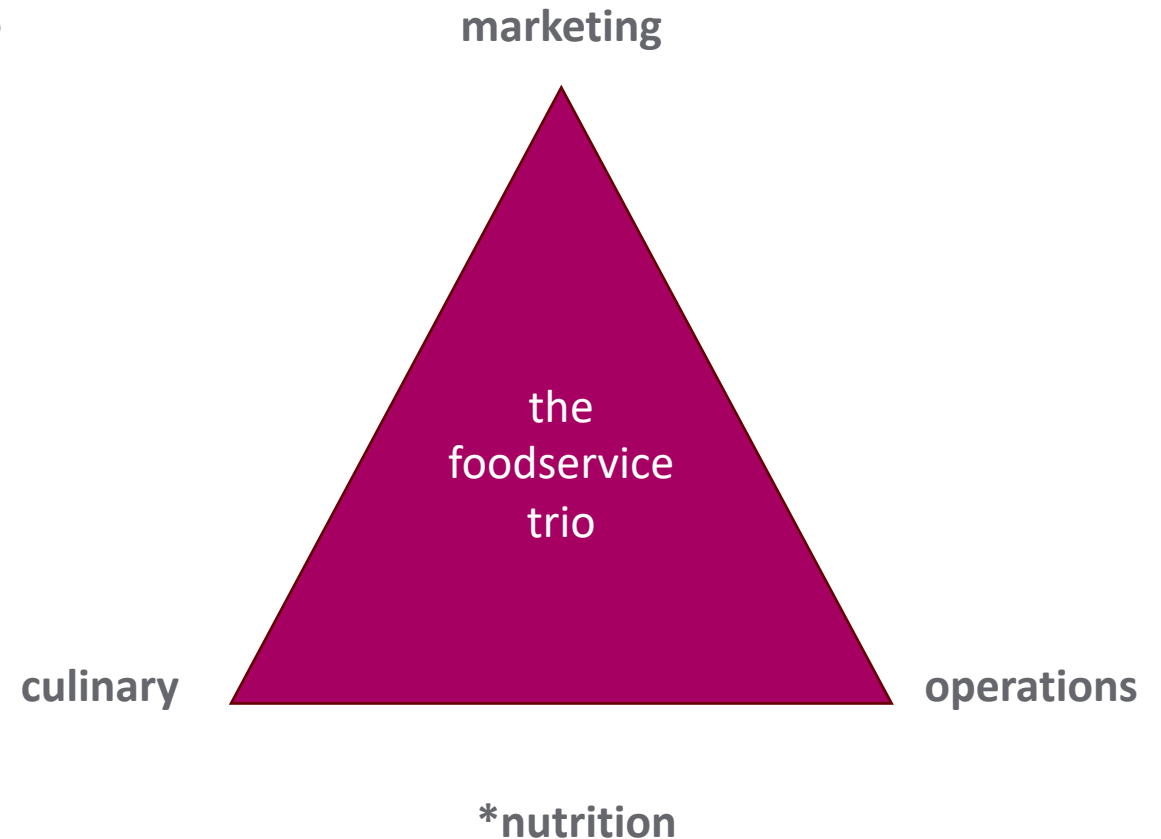 marketing
the
foodservice
trio
culinary
operations
*nutrition